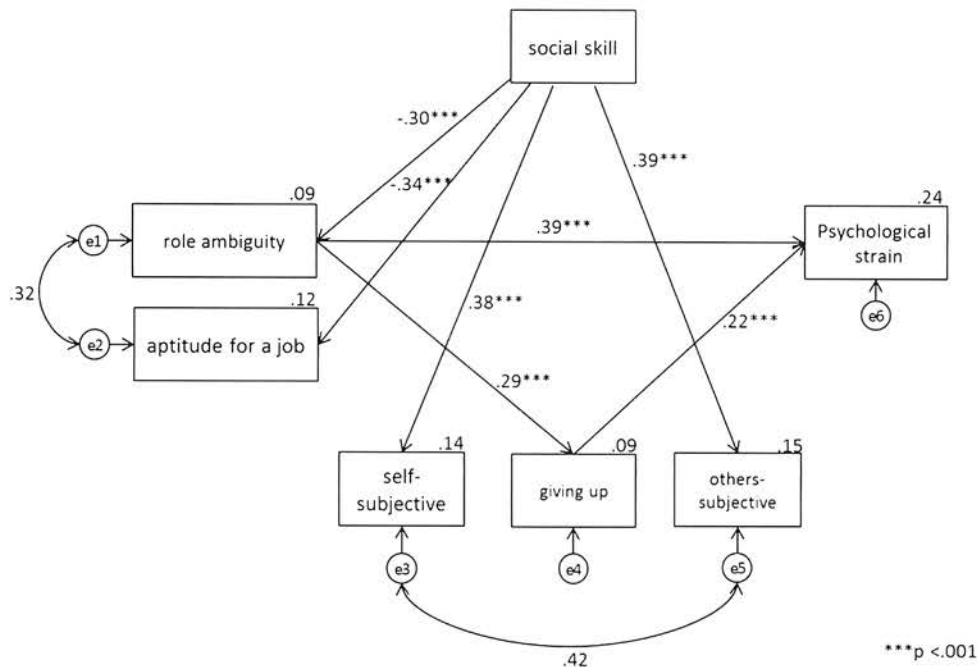 social skill
-.30***
.39***
-.34***
.09
.24
e1
role ambiguity
.39***
Psychological
strain
.32
.12
.38***
e6
e2
aptitude for a job
.22***
.29***
.14
.09
.15
self-
subjective
giving up
others-
subjective
e3
e4
e5
.42
***p <.001